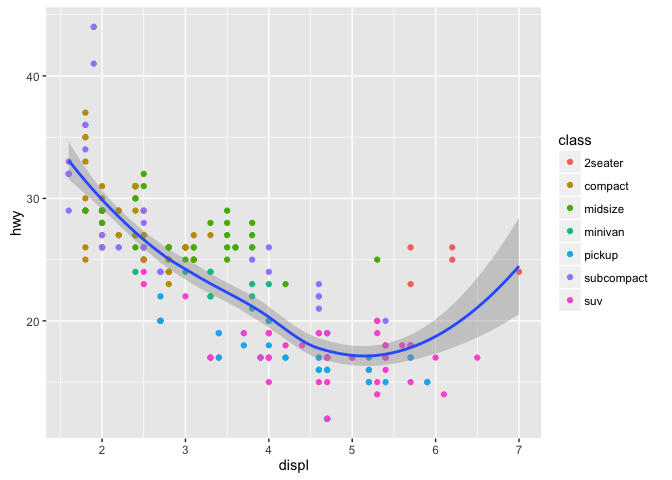 hwy
40
30
20
2
3
4
5
6
7
displ
class
2seater
compact
midsize
minivan
pickup
subcompact
suv